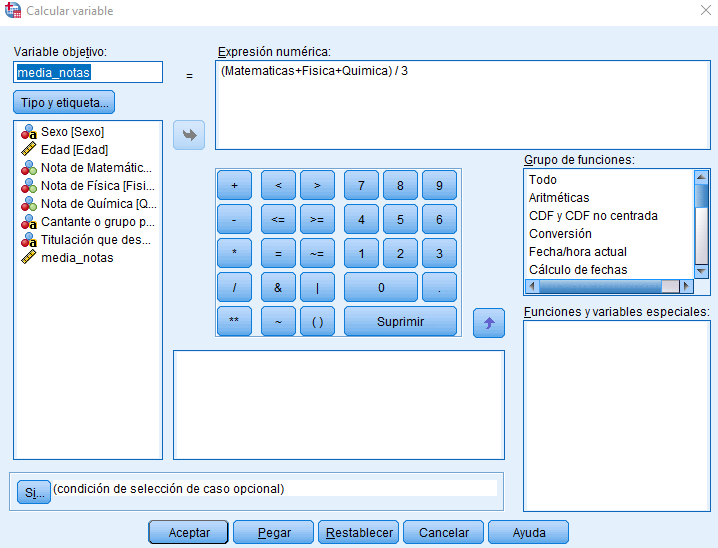 Calcular variable
Variable objetivo:
media_notas
=
Expresión numérica:
(Matematicas+Fisica+Quimica) / 3
Tipo y etiqueta...
Sexo [Sexo]
Edad [Edad]
Nota de Matemátic...
Nota de Física [Fisi...
Nota de Química [Q...
Cantante o grupo p...
Titulación que des...
media_notas
+ < > 7 8 9
- <= >= 4 5 6
* = ~= 1 2 3
/ & | 0 .
** ~ ( ) Suprimir
Grupo de funciones:
Todo
Aritméticas
CDF y CDF no centrada
Conversión
Fecha/hora actual
Cálculo de fechas
Funciones y variables especiales:
Si... (condición de selección de caso opcional)
Aceptar Pegar Restablecer Cancelar Ayuda